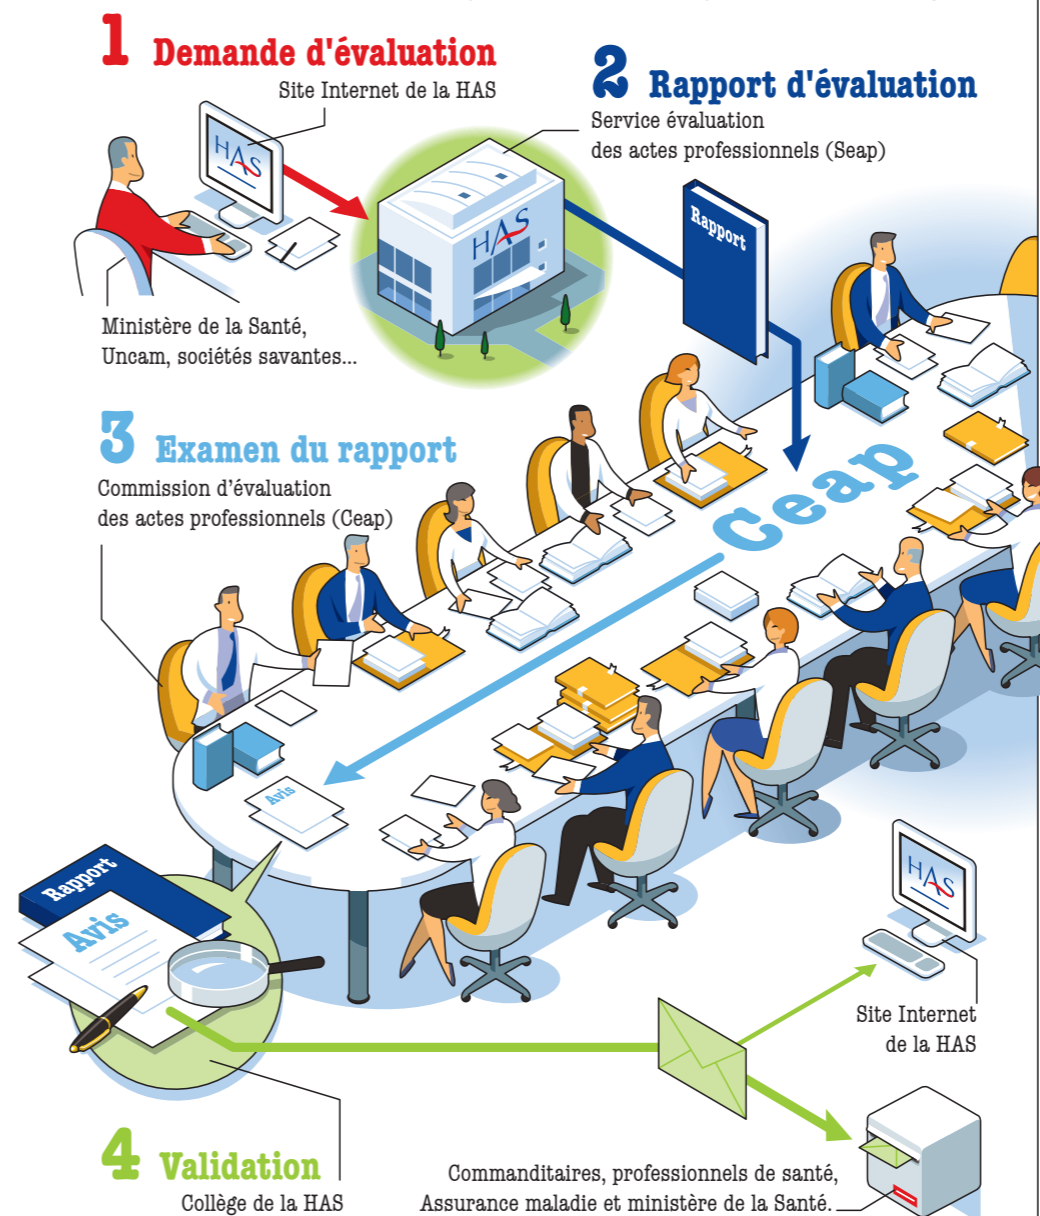 1 Demande d'évaluation
Site Internet de la HAS
HAS
Ministère de la Santé,
Uncam, sociétés savantes...
2 Rapport d'évaluation
Service évaluation
des actes professionnels (Seap)
HAS
Rapport
3 Examen du rapport
Commission d'évaluation
des actes professionnels (Ceap)
Ceap
Avis
Rapport
Avis
HAS
Site Internet
de la HAS
4 Validation
Collège de la HAS
Commanditaires, professionnels de santé,
Assurance maladie et ministère de la Santé.